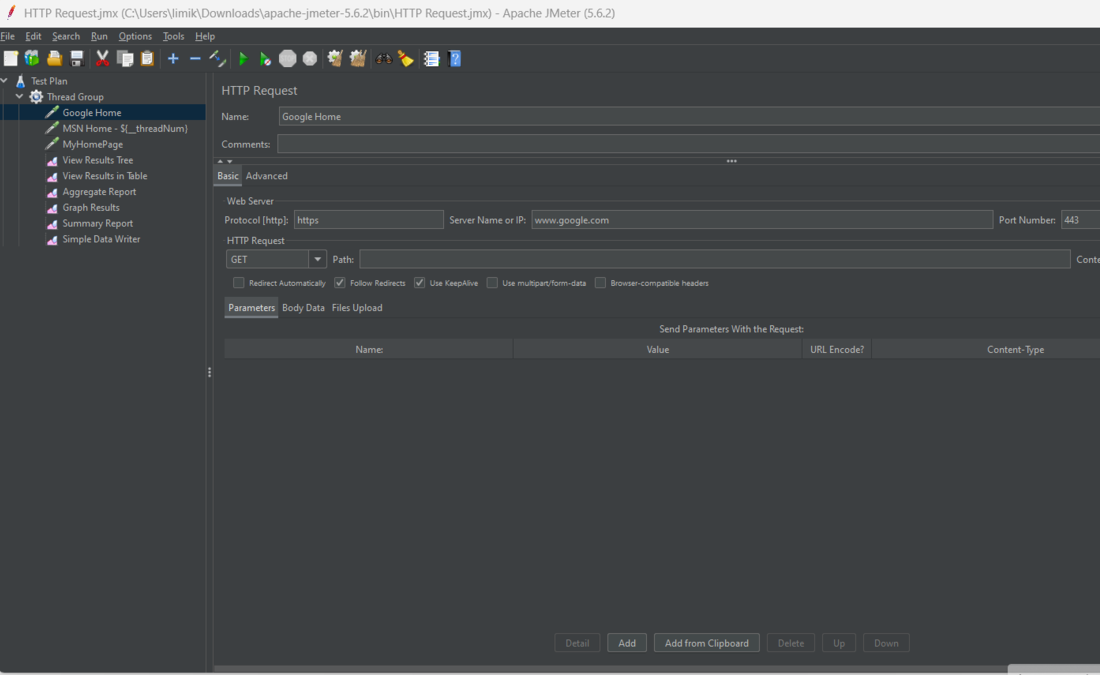 HTTP Request.jmx (C:\Users\limik\Downloads\apache-jmeter-5.6.2\bin\HTTP Request.jmx) - Apache JMeter (5.6.2)
File Edit Search Run Options Tools Help
Test Plan
Thread Group
Google Home
MSN Home - ${__threadNum}
MyHomePage
View Results Tree
View Results in Table
Aggregate Report
Graph Results
Summary Report
Simple Data Writer
HTTP Request
Name: Google Home
Comments:
Basic Advanced
Web Server
Protocol [http]: https Server Name or IP: www.google.com Port Number: 443
HTTP Request
GET Path: Conte
Redirect Automatically Follow Redirects Use KeepAlive Use multipart/form-data Browser-compatible headers
Parameters Body Data Files Upload
Send Parameters With the Request:
Name: Value URL Encode? Content-Type
Detail Add Add from Clipboard Delete Up Down